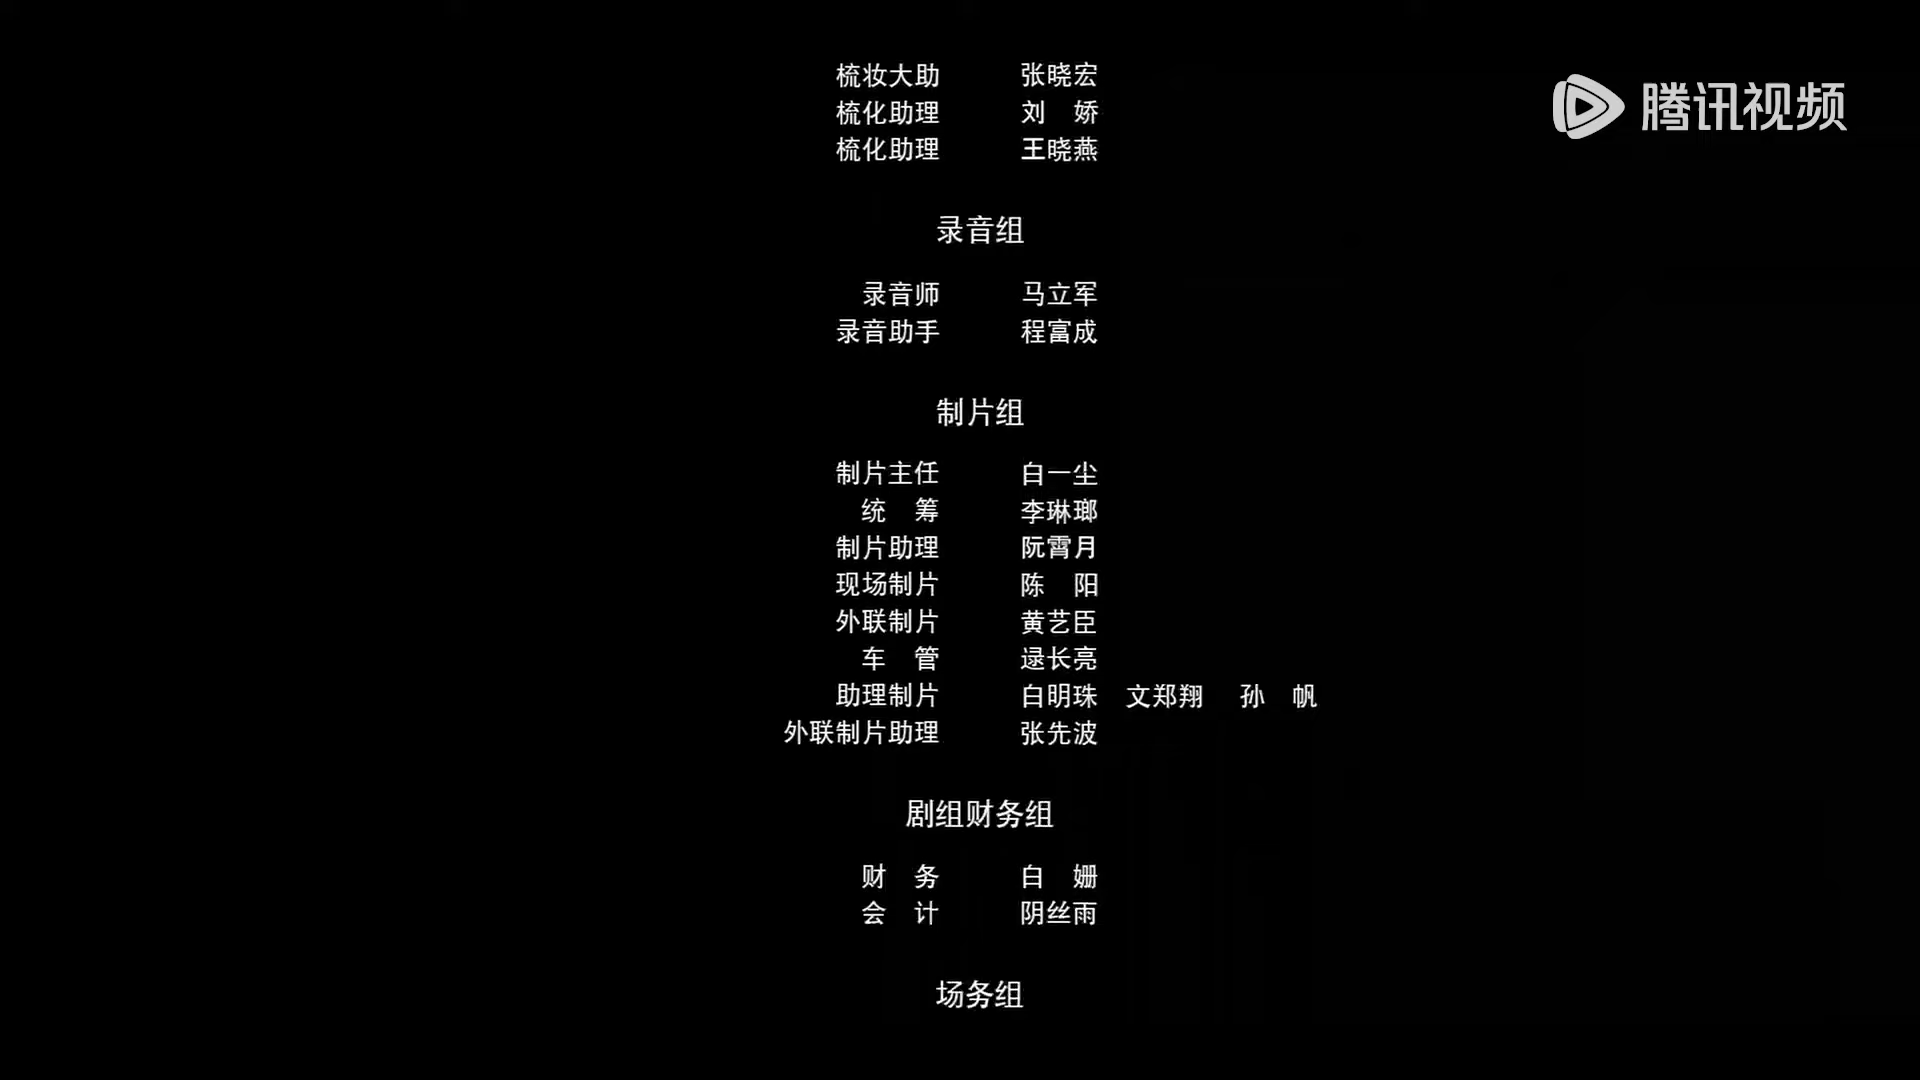 梳妆大助 张晓宏
腾讯视频
梳化助理 刘 娇
梳化助理 王晓燕
录音组
录音师 马立军
录音助手 程富成
制片组
制片主任 白一尘
统 筹 李琳瑯
制片助理 阮霄月
现场制片 陈 阳
外联制片 黄艺臣
车 管 逯长亮
助理制片 白明珠 文郑翔 孙 帆
外联制片助理 张先波
剧组财务组
财 务 白 姗
会 计 阴丝雨
场务组